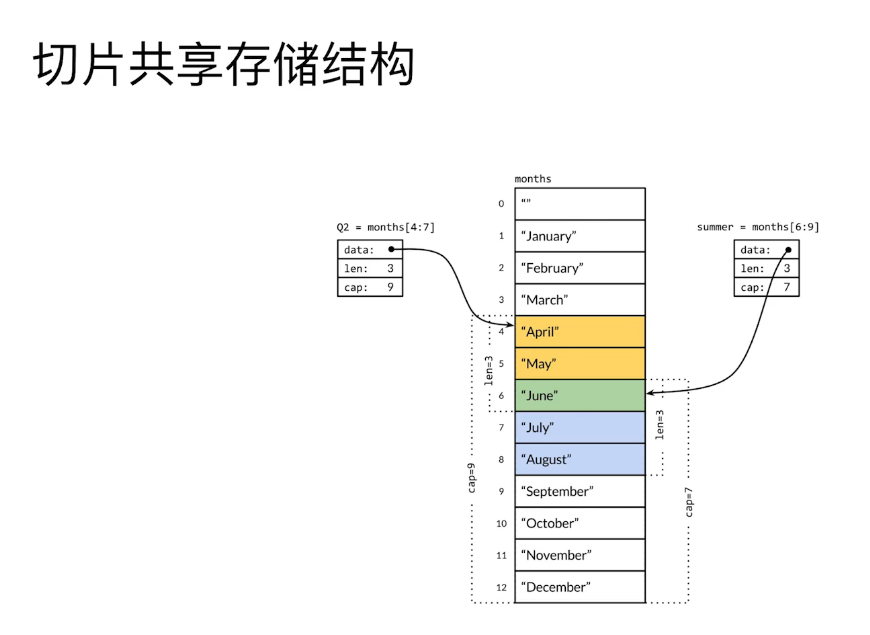 切片共享存储结构
months
Q2 = months[4:7]
data:
len: 3
cap: 9
summer = months[6:9]
data:
len: 3
cap: 7
0 “”
1 “January”
2 “February”
3 “March”
4 “April”
5 “May”
6 “June”
7 “July”
8 “August”
9 “September”
10 “October”
11 “November”
12 “December”
len=3
cap=9
len=3
cap=7